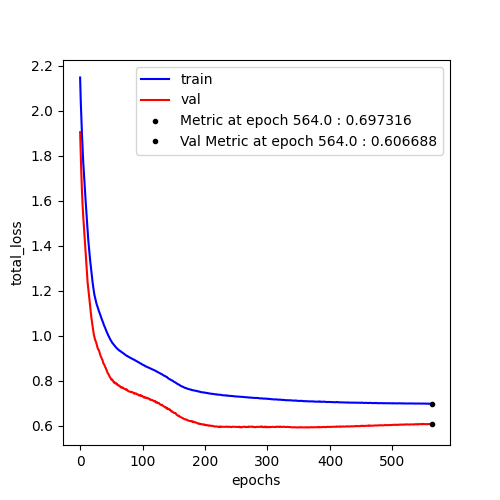 2.2
2.0
1.8
1.6
1.4
1.2
1.0
0.8
0.6
total_loss
train
val
Metric at epoch 564.0 : 0.697316
Val Metric at epoch 564.0 : 0.606688
0 100 200 300 400 500
epochs